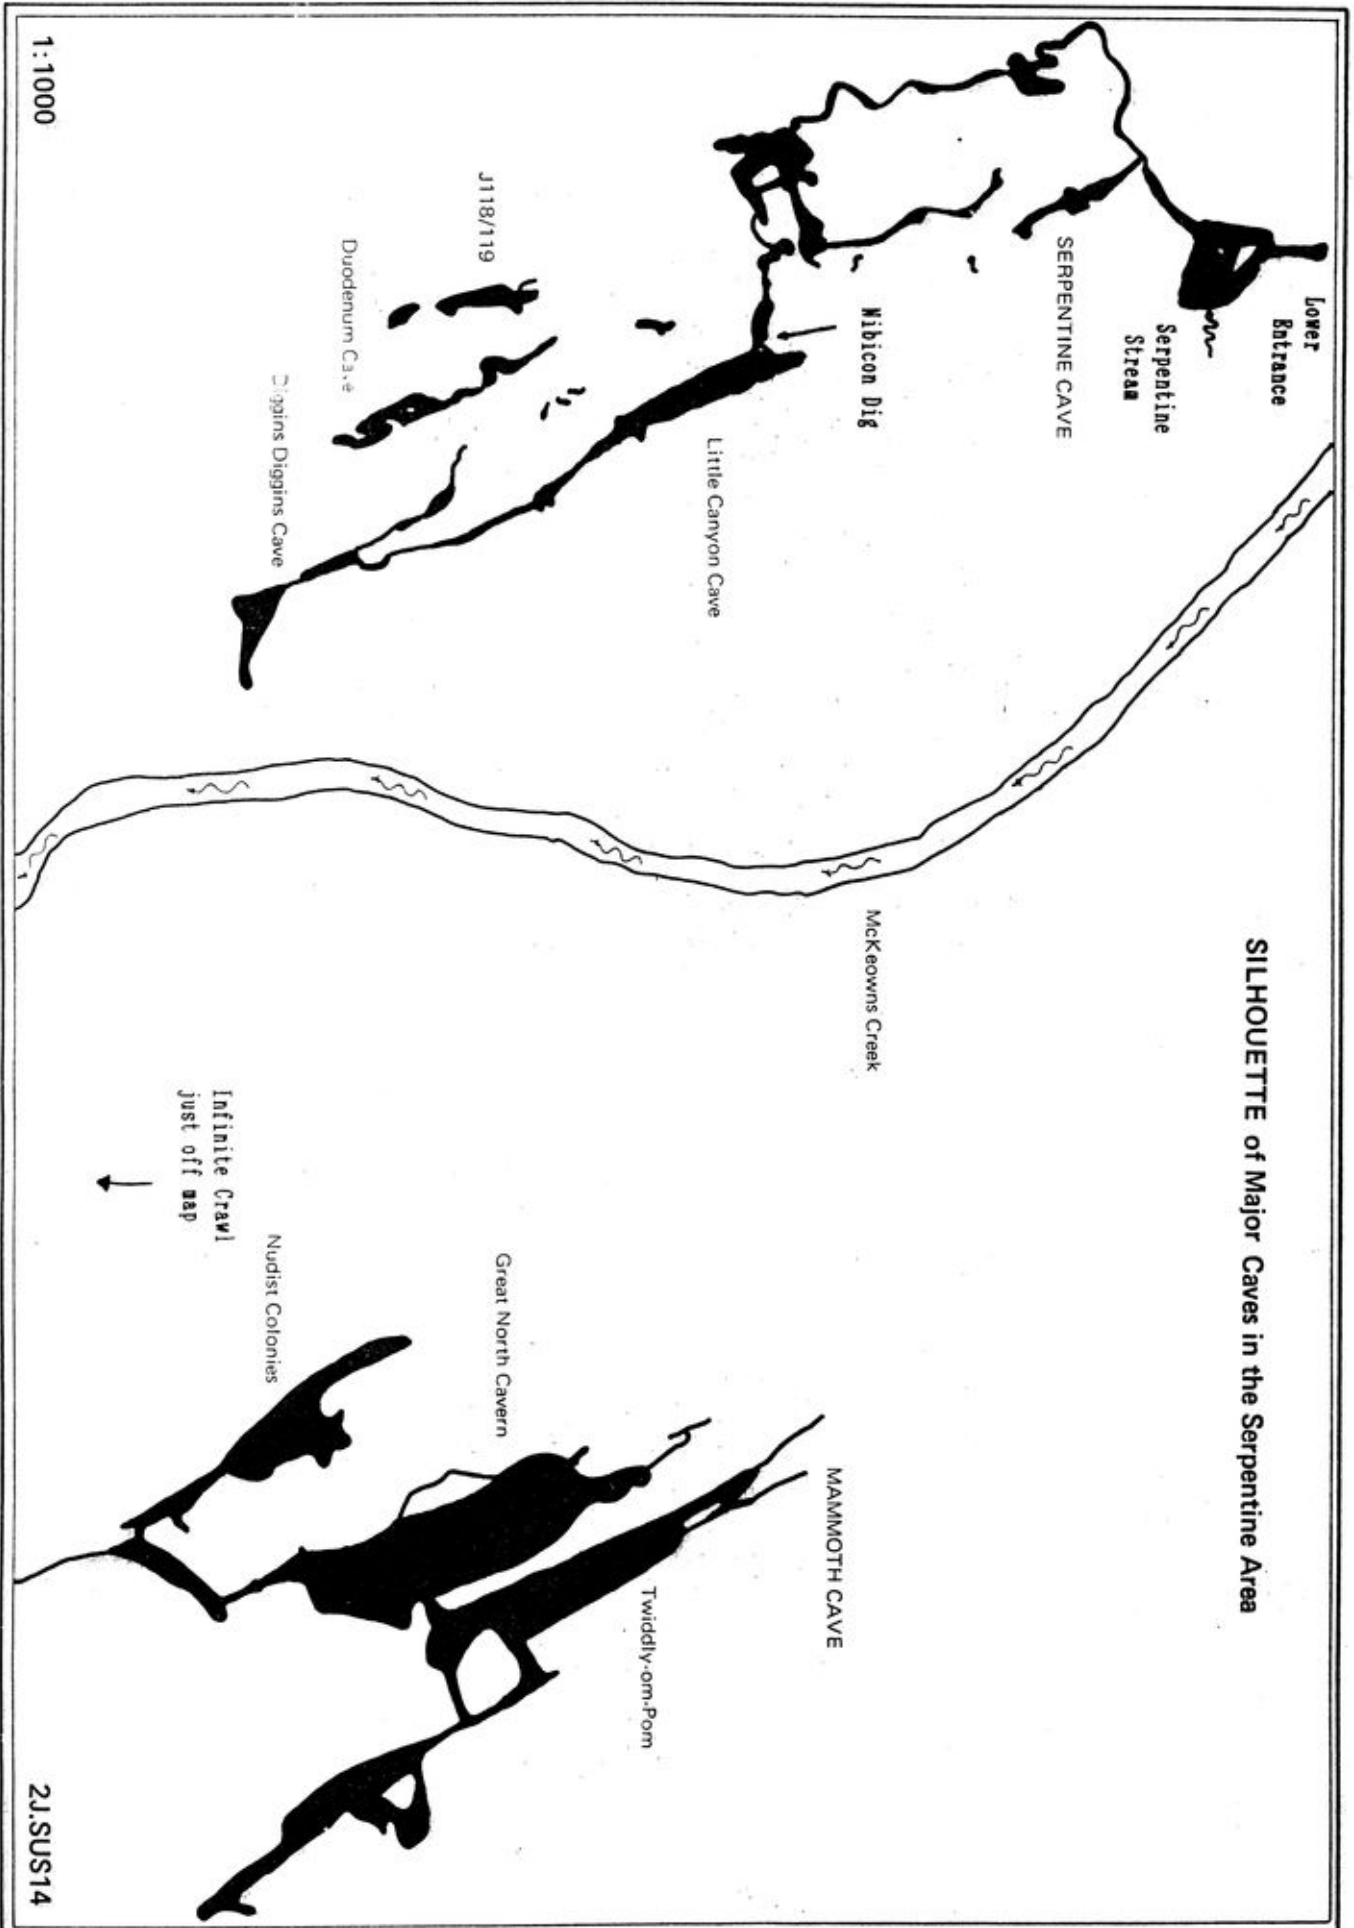 SILHOUETTE of Major Caves in the Serpentine Area
Lower
Entrance
Serpentine
Stream
SERPENTINE CAVE
Nibicon Dig
Little Canyon Cave
J118/119
Duodenum Cave
Diggins Diggins Cave
McKeowns Creek
MAMMOTH CAVE
Twiddly-om-Pom
Great North Cavern
Nudist Colonies
Infinite Crawl
just off map
1:1000
2J.SUS14